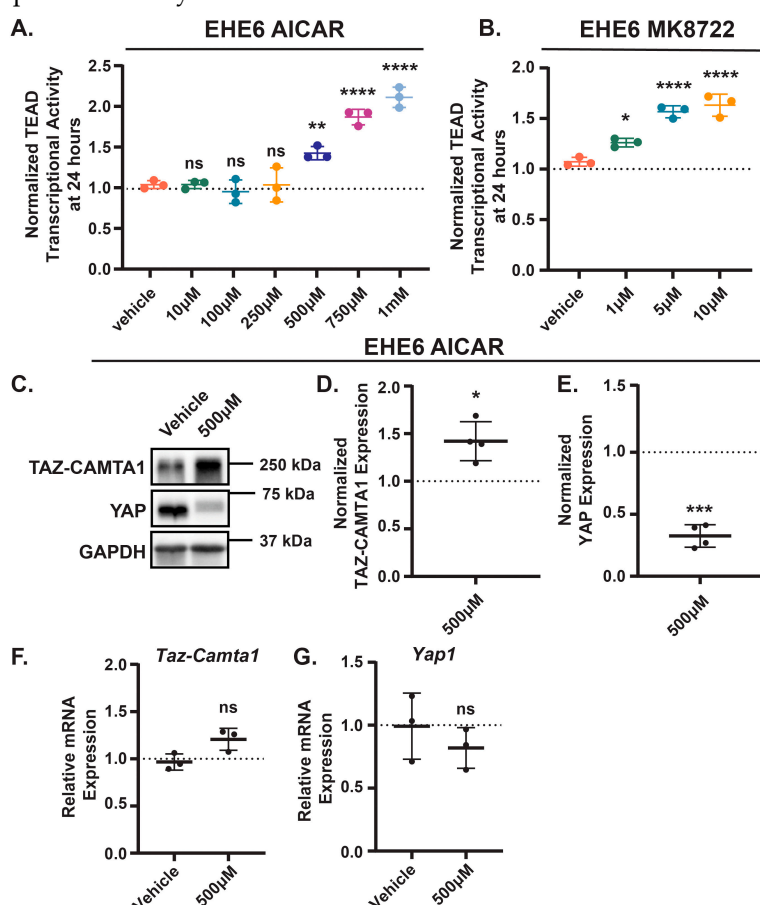 A. EHE6 AICAR
Normalized TEAD
Transcriptional Activity
at 24 hours
2.5
2.0
1.5
1.0
0.5
0.0
ns
ns
ns
**
****
****
vehicle
10µM
100µM
250µM
500µM
750µM
1mM
B. EHE6 MK8722
Normalized TEAD
Transcriptional Activity
at 24 hours
2.0
1.5
1.0
0.5
0.0
*
****
****
vehicle
1µM
5µM
10µM
EHE6 AICAR
C.
Vehicle
500µM
TAZ-CAMTA1
250 kDa
75 kDa
YAP
37 kDa
GAPDH
D.
Normalized
TAZ-CAMTA1 Expression
2.0
1.5
1.0
0.5
0.0
*
500µM
E.
Normalized
YAP Expression
1.5
1.0
0.5
0.0
***
500µM
F. Taz-Camta1
Relative mRNA
Expression
2.0
1.5
1.0
0.5
0.0
ns
Vehicle
500µM
G. Yap1
Relative mRNA
Expression
1.5
1.0
0.5
0.0
ns
Vehicle
500µM